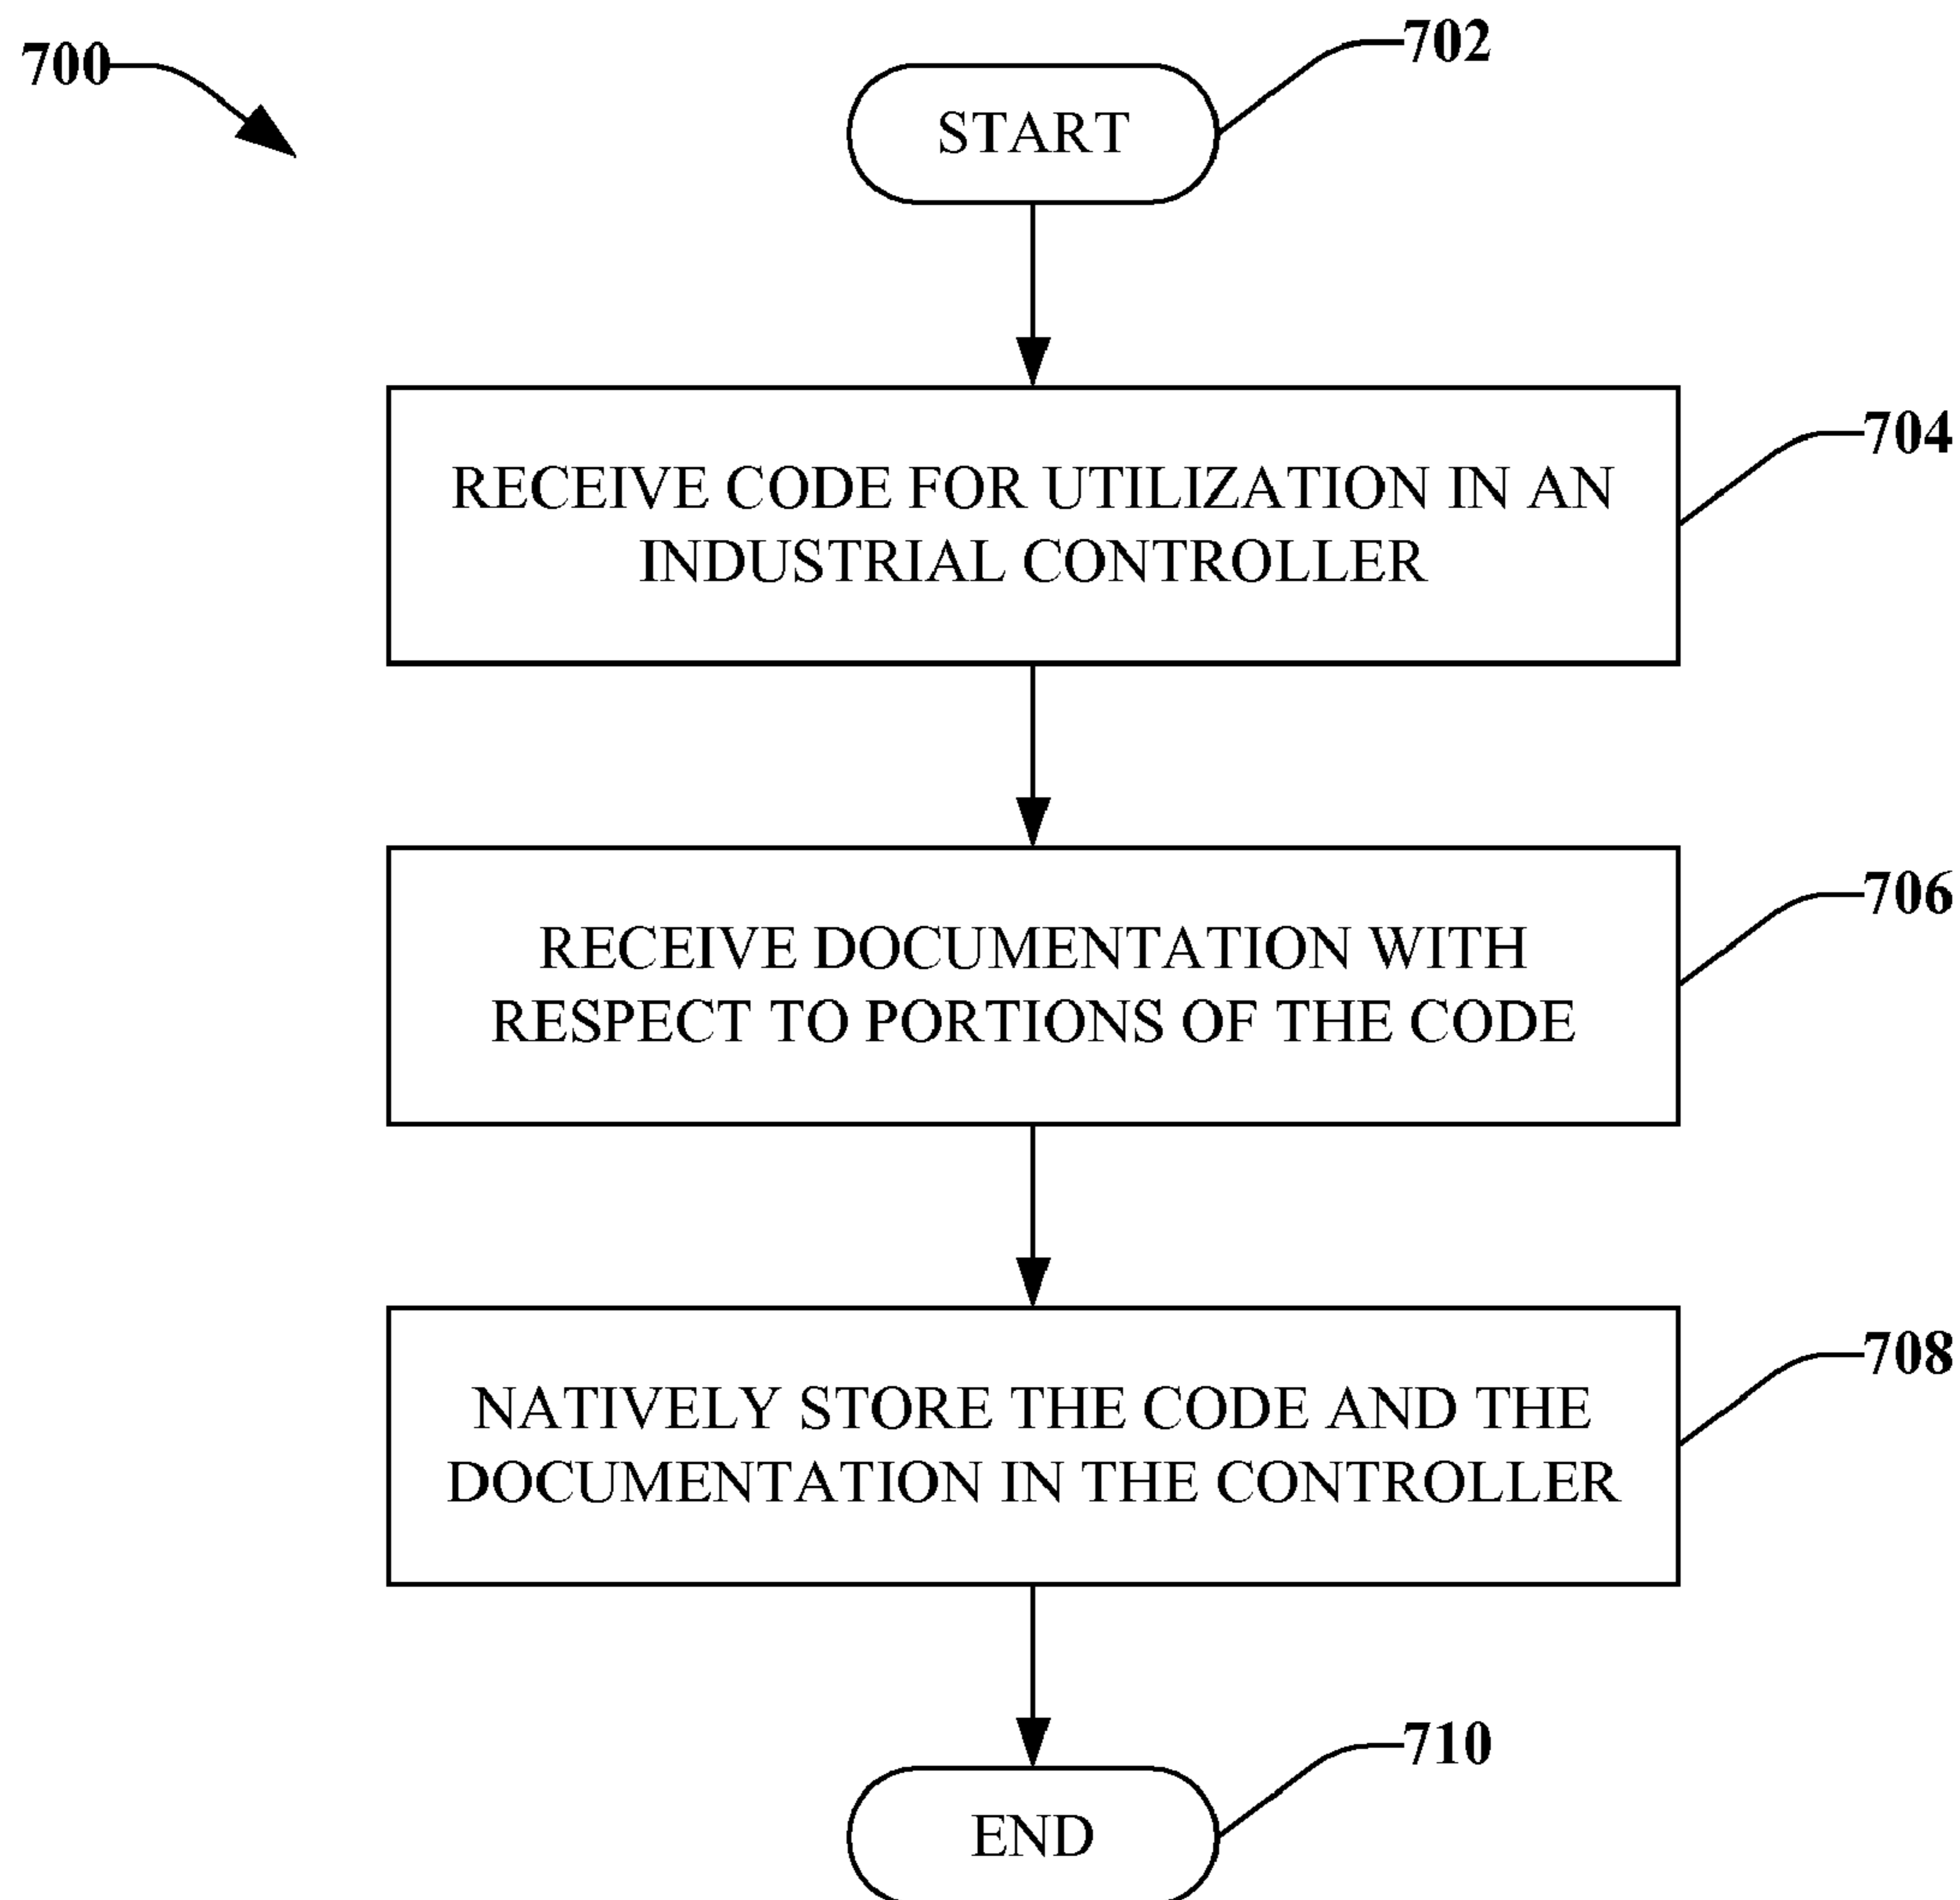 700
702
START
704
RECEIVE CODE FOR UTILIZATION IN AN
INDUSTRIAL CONTROLLER
706
RECEIVE DOCUMENTATION WITH
RESPECT TO PORTIONS OF THE CODE
708
NATIVELY STORE THE CODE AND THE
DOCUMENTATION IN THE CONTROLLER
710
END